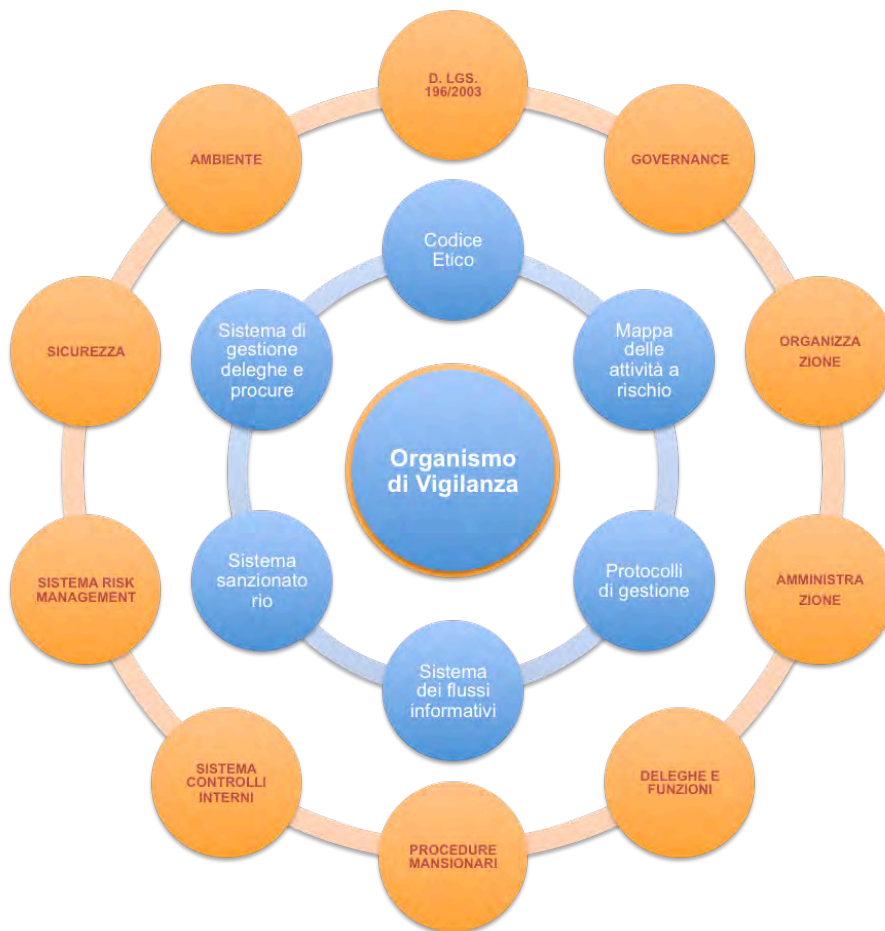 D. LGS.
196/2003
GOVERNANCE
ORGANIZZA
ZIONE
AMMINISTRA
ZIONE
DELEGHE E
FUNZIONI
PROCEDURE
MANSIONARI
SISTEMA
CONTROLLI
INTERNI
SISTEMA RISK
MANAGEMENT
SICUREZZA
AMBIENTE
Codice
Etico
Mappa
delle
attività a
rischio
Protocolli
di gestione
Sistema
dei flussi
informativi
Sistema
sanzionato
rio
Sistema di
gestione
deleghe e
procure
Organismo
di Vigilanza